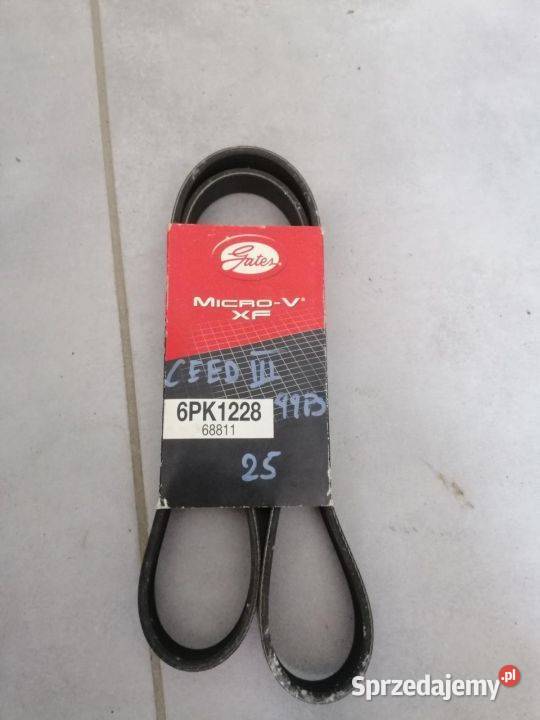 Gates
MICRO-V®
XF
CEED III
6PK1228
68811
25
Sprzedajemy.pl